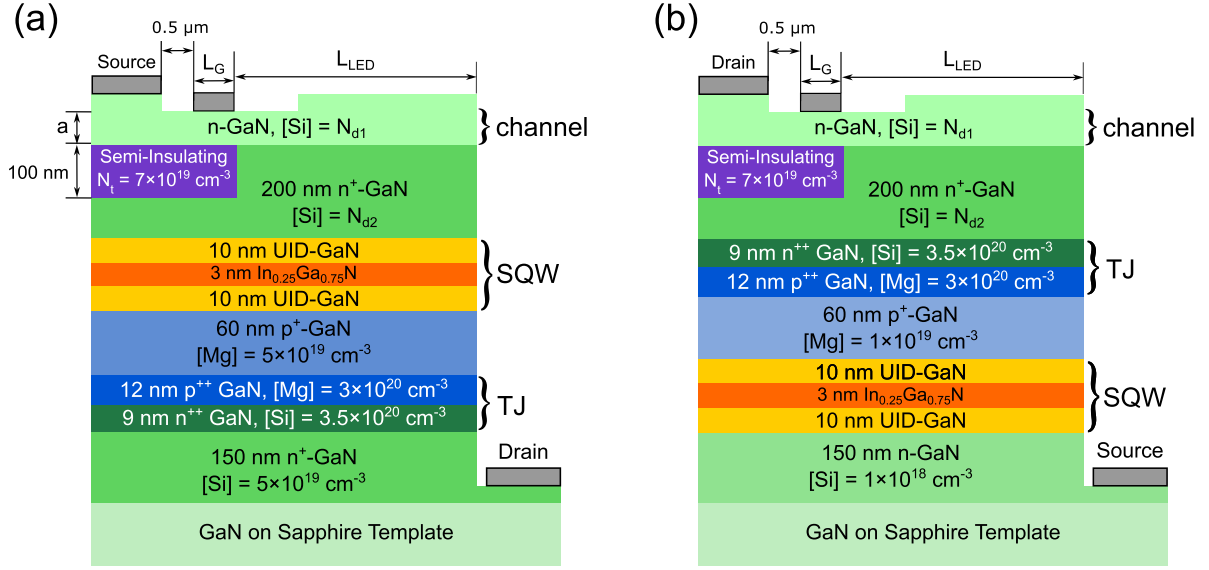 (a)
0.5 µm
Source
L_G
L_LED
a
n-GaN, [Si] = N_d1
channel
100 nm
Semi-Insulating
N_t = 7×10^19 cm^-3
200 nm n^+-GaN
[Si] = N_d2
10 nm UID-GaN
3 nm In_0.25Ga_0.75N
10 nm UID-GaN
SQW
60 nm p^+-GaN
[Mg] = 5×10^19 cm^-3
12 nm p^++ GaN, [Mg] = 3×10^20 cm^-3
9 nm n^++ GaN, [Si] = 3.5×10^20 cm^-3
TJ
150 nm n^+-GaN
[Si] = 5×10^19 cm^-3
Drain
GaN on Sapphire Template
(b)
0.5 µm
Drain
L_G
L_LED
n-GaN, [Si] = N_d1
channel
Semi-Insulating
N_t = 7×10^19 cm^-3
200 nm n^+-GaN
[Si] = N_d2
9 nm n^++ GaN, [Si] = 3.5×10^20 cm^-3
12 nm p^++ GaN, [Mg] = 3×10^20 cm^-3
TJ
60 nm p^+-GaN
[Mg] = 1×10^19 cm^-3
10 nm UID-GaN
3 nm In_0.25Ga_0.75N
10 nm UID-GaN
SQW
150 nm n-GaN
[Si] = 1×10^18 cm^-3
Source
GaN on Sapphire Template